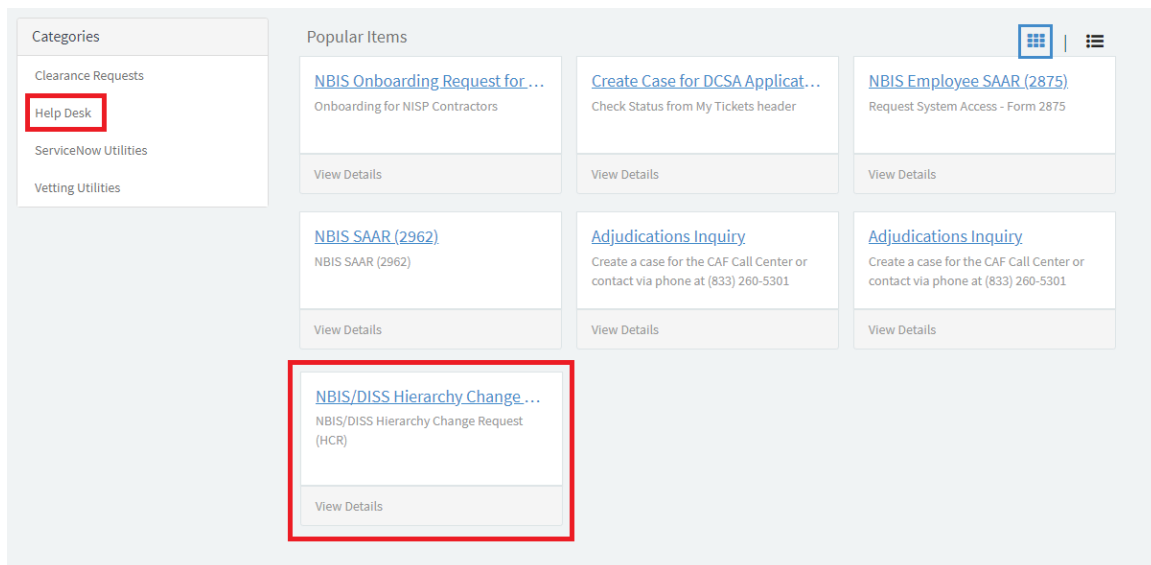 Categories
Clearance Requests
Help Desk
ServiceNow Utilities
Vetting Utilities
Popular Items
|
NBIS Onboarding Request for ...
Onboarding for NISP Contractors
View Details
Create Case for DCSA Applicat...
Check Status from My Tickets header
View Details
NBIS Employee SAAR (2875)
Request System Access - Form 2875
View Details
NBIS SAAR (2962)
NBIS SAAR (2962)
View Details
Adjudications Inquiry
Create a case for the CAF Call Center or
contact via phone at (833) 260-5301
View Details
Adjudications Inquiry
Create a case for the CAF Call Center or
contact via phone at (833) 260-5301
View Details
NBIS/DISS Hierarchy Change ...
NBIS/DISS Hierarchy Change Request
(HCR)
View Details